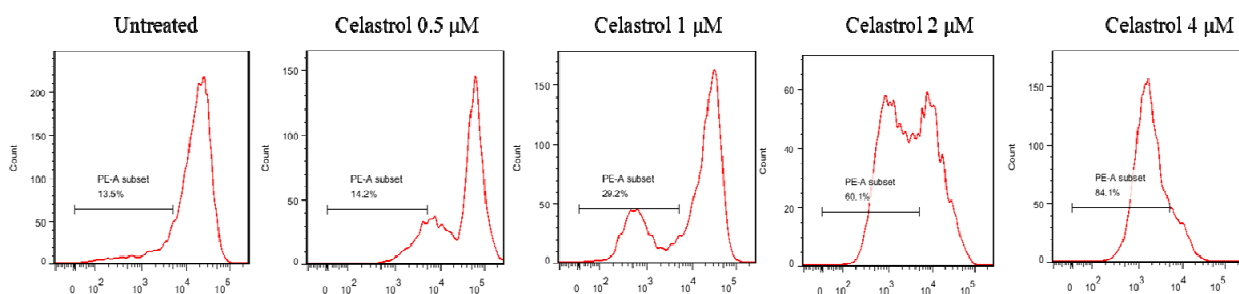 Untreated
200
150
100
50
0
Count
PE-A subset
13.5%
0 10² 10³ 10⁴ 10⁵
Celastrol 0.5 µM
150
100
50
0
Count
PE-A subset
14.2%
0 10² 10³ 10⁴ 10⁵
Celastrol 1 µM
150
100
50
0
Count
PE-A subset
29.2%
0 10² 10³ 10⁴ 10⁵
Celastrol 2 µM
60
40
20
0
Count
PE-A subset
60.1%
0 10² 10³ 10⁴ 10⁵
Celastrol 4 µM
150
100
50
0
Count
PE-A subset
84.1%
0 10² 10³ 10⁴ 10⁵